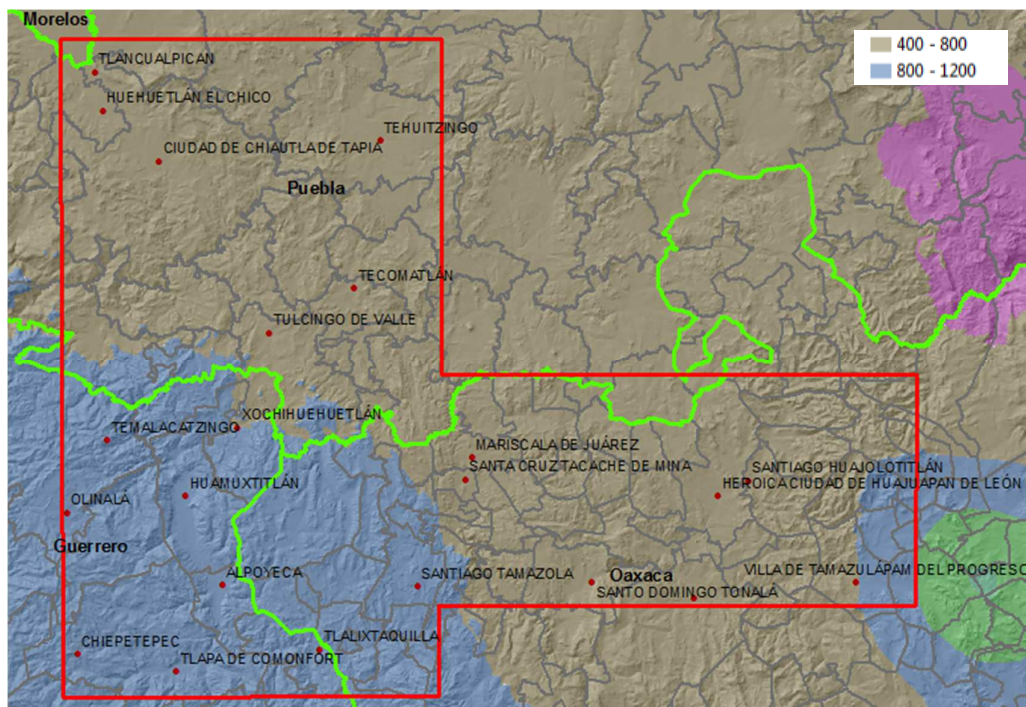 Morelos
400 - 800
800 - 1200
TLANCUALPICAN
HUEHUETLÁN EL CHICO
TEHUITZINGO
CIUDAD DE CHIAUTLA DE TAPIA
Puebla
TECOMATLÁN
TULCINGO DE VALLE
XOCHIHUEHUETLÁN
TEMALACATZINGO
MARISCALA DE JUÁREZ
SANTA CRUZ TACACHE DE MINA
SANTIAGO HUAJOLOTITLÁN
HEROICA CIUDAD DE HUAJUAPAN DE LEÓN
HUAMUXTITLÁN
OLINALÁ
Guerrero
ALPOYECA
SANTIAGO TAMAZOLA
Oaxaca
VILLA DE TAMAZULÁPAM DEL PROGRESO
SANTO DOMINGO TONALÁ
TLALIXTAQUILLA
CHIEPETEPEC
TLAPA DE COMONFORT